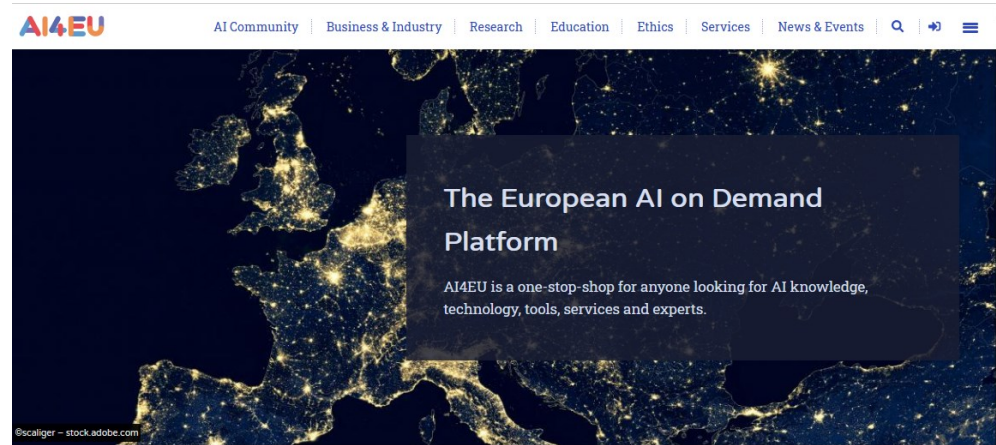 AI4EU
AI Community
Business & Industry
Research
Education
Ethics
Services
News & Events
The European AI on Demand
Platform
AI4EU is a one-stop-shop for anyone looking for AI knowledge,
technology, tools, services and experts.
©scaliger – stock.adobe.com